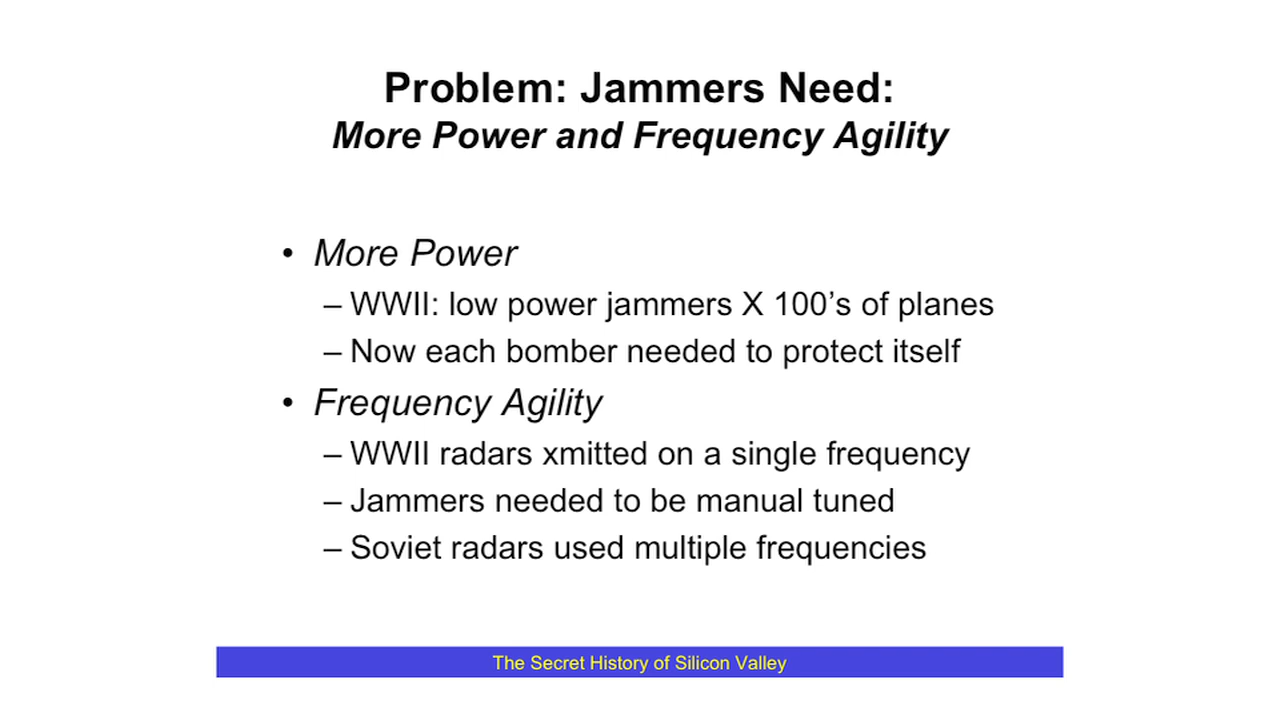 Problem: Jammers Need:
More Power and Frequency Agility
• More Power
– WWII: low power jammers X 100’s of planes
– Now each bomber needed to protect itself
• Frequency Agility
– WWII radars xmitted on a single frequency
– Jammers needed to be manual tuned
– Soviet radars used multiple frequencies
The Secret History of Silicon Valley